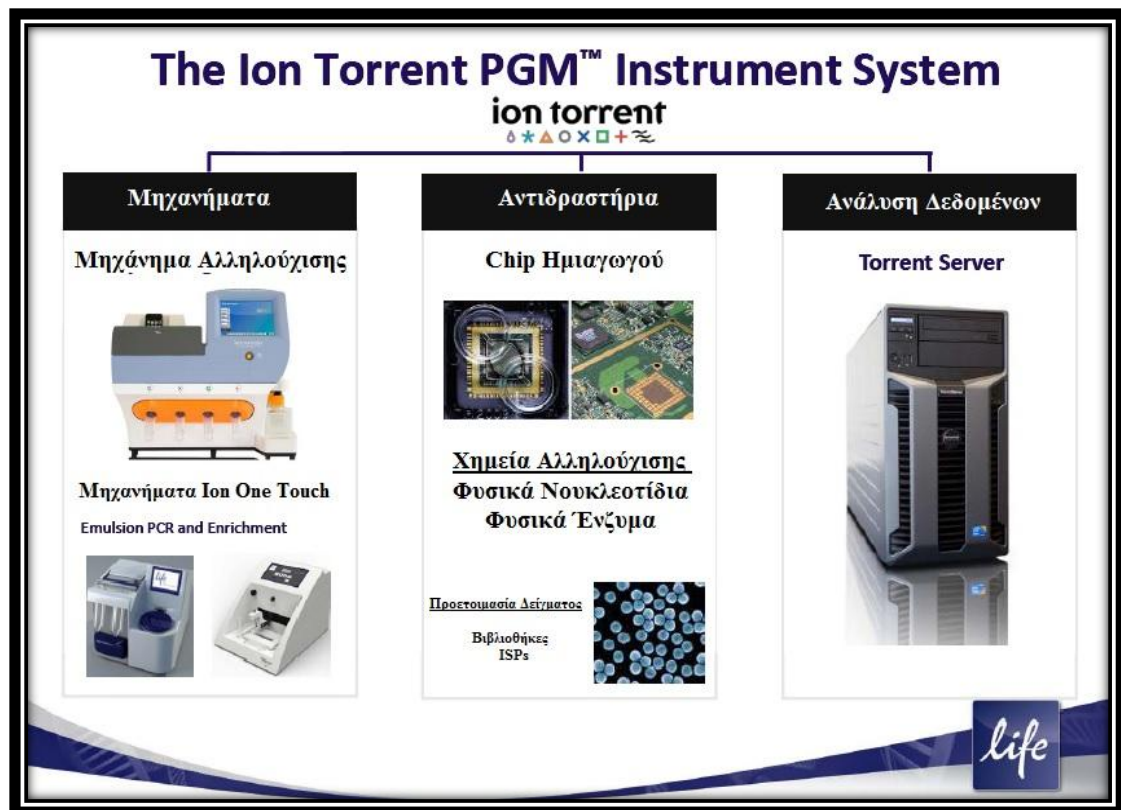 The Ion Torrent PGM™ Instrument System
ion torrent
Μηχανήματα
Μηχάνημα Αλληλούχισης
Μηχανήματα Ion One Touch
Emulsion PCR and Enrichment
life
Αντιδραστήρια
Chip Ημιαγωγού
Χημεία Αλληλούχισης
Φυσικά Νουκλεοτίδια
Φυσικά Ένζυμα
Προετοιμασία Δείγματος
Βιβλιοθήκες
ISPs
Ανάλυση Δεδομένων
Torrent Server
life